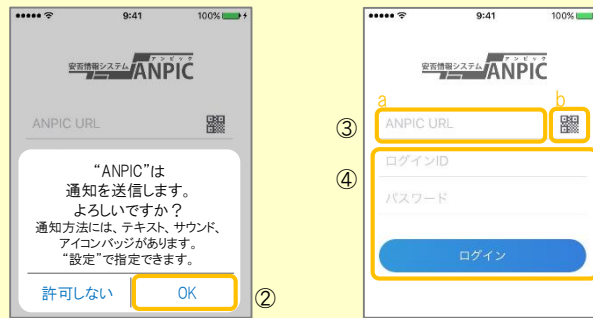 9:41
100%
安否情報システム
アンピック
ANPIC
ANPIC URL
“ANPIC”は
通知を送信します。
よろしいですか？
通知方法には、テキスト、サウンド、
アイコンバッジがあります。
“設定”で指定できます。
許可しない
OK
②
9:41
100%
安否情報システム
アンピック
ANPIC
a
b
③
ANPIC URL
④
ログインID
パスワード
ログイン